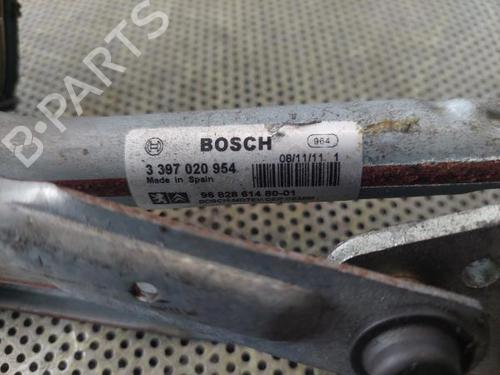 B-PARTS
BOSCH
964
3 397 020 954
Made in Spain
08/11/11 1
96 828 614 80-01